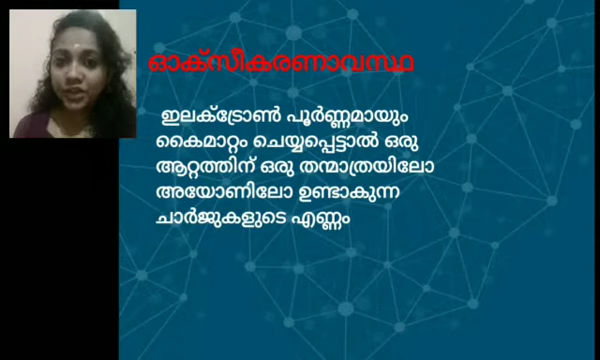 ഓക്സീകരണാവസ്ഥ
ഇലക്ട്രോൺ പൂർണ്ണമായും
കൈമാറ്റം ചെയ്യപ്പെട്ടാൽ ഒരു
ആറ്റത്തിന് ഒരു തന്മാത്രയിലോ
അയോണിലോ ഉണ്ടാകുന്ന
ചാർജുകളുടെ എണ്ണം